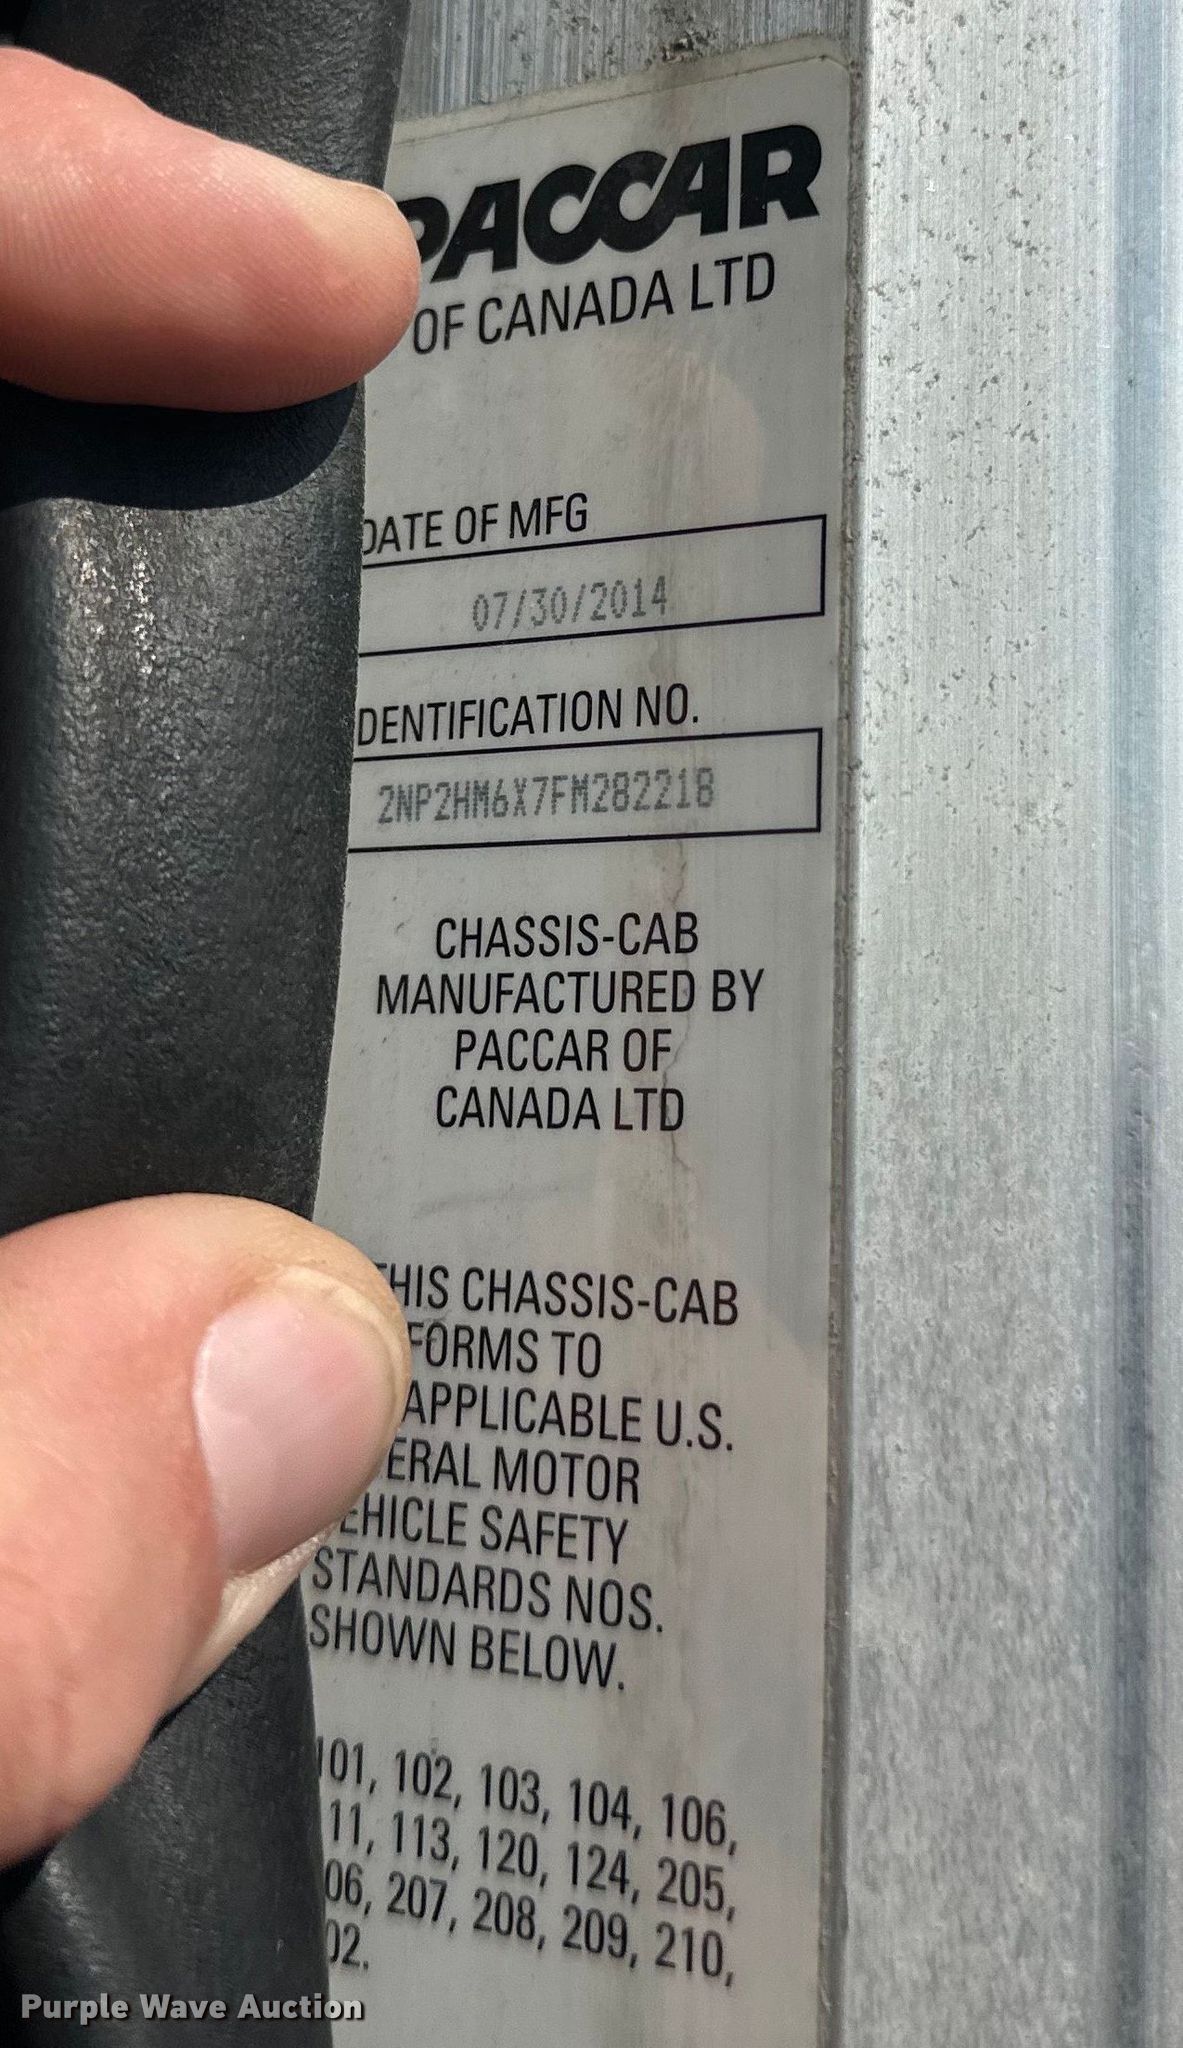 PACCAR
OF CANADA LTD
DATE OF MFG
07/30/2014
DENTIFICATION NO.
2NP2HM6X7FM282218
CHASSIS-CAB
MANUFACTURED BY
PACCAR OF
CANADA LTD
THIS CHASSIS-CAB
FORMS TO
APPLICABLE U.S.
ERAL MOTOR
EHICLE SAFETY
STANDARDS NOS.
SHOWN BELOW.
101, 102, 103, 104, 106,
11, 113, 120, 124, 205,
06, 207, 208, 209, 210,
02.
Purple Wave Auction